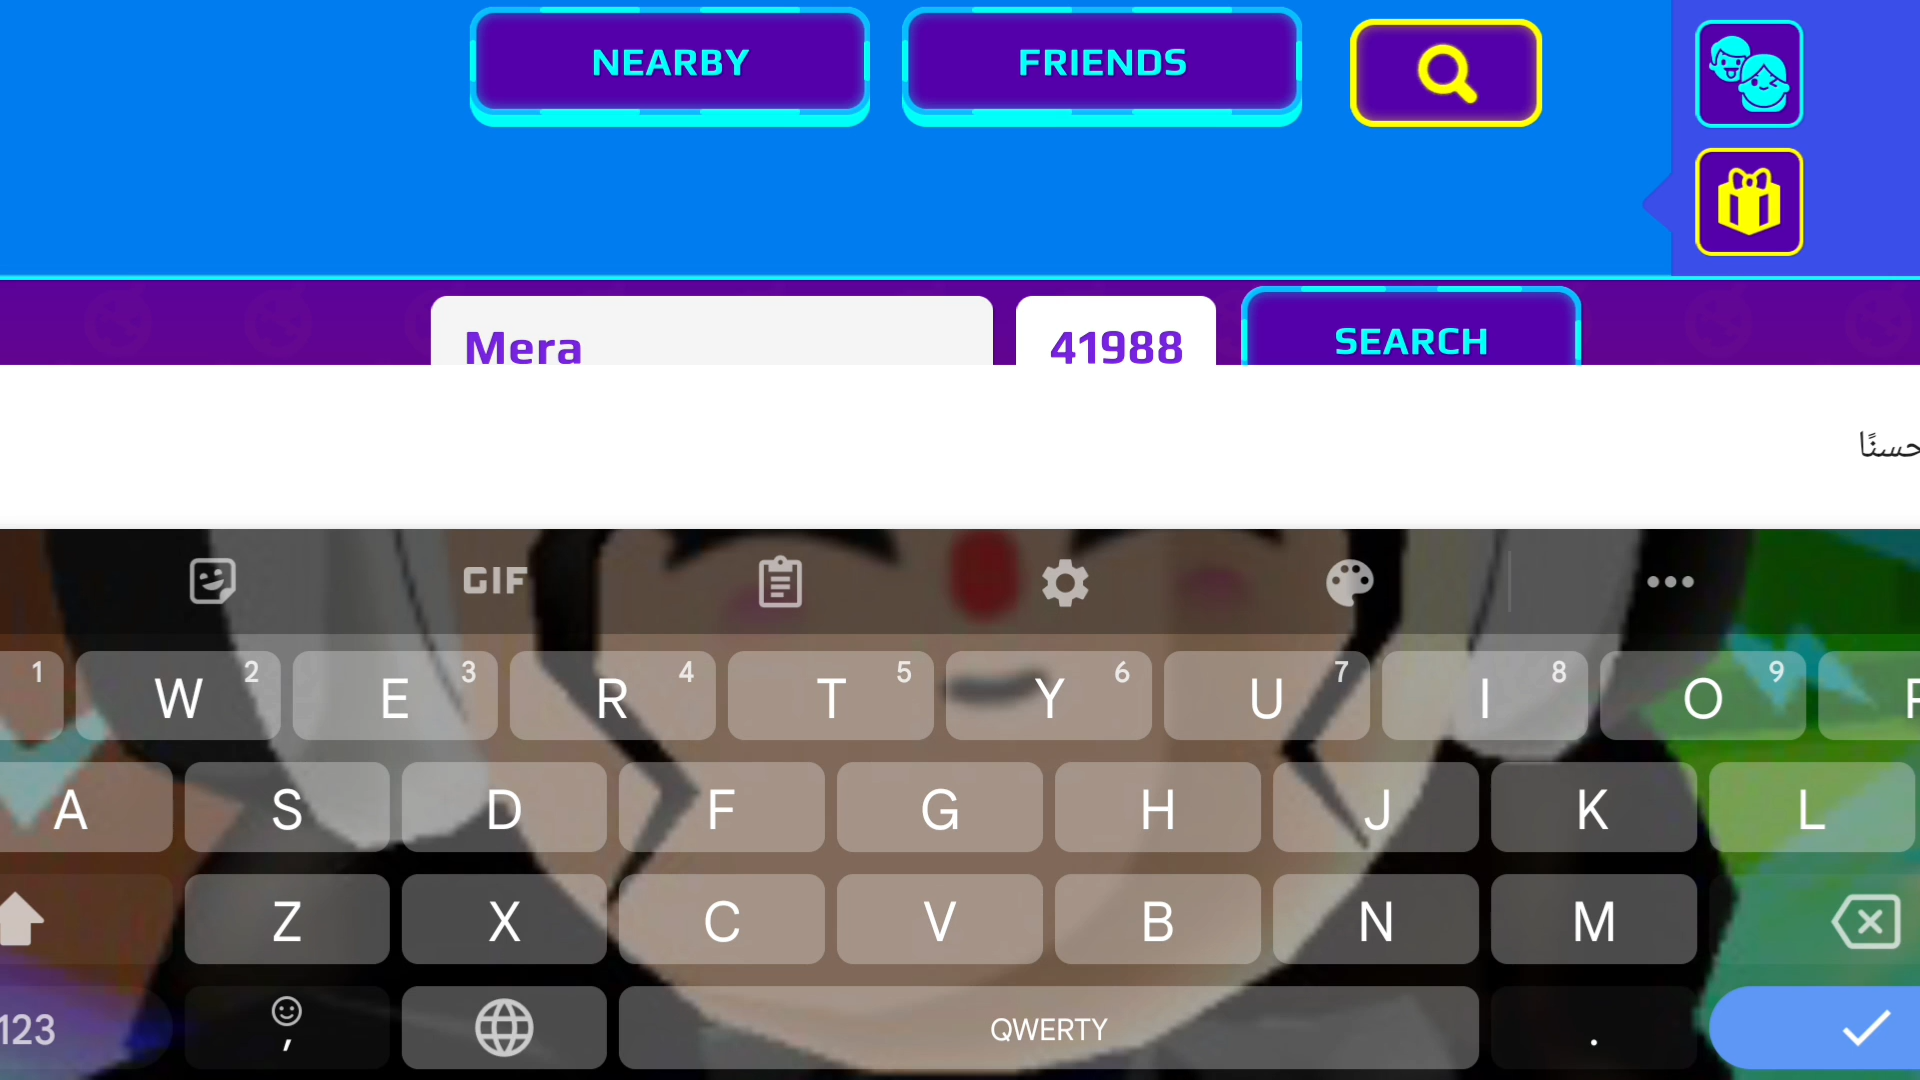 NEARBY FRIENDS
Mera 41988 SEARCH
حسنًا
GIF
1 W 2 E 3 R 4 T 5 Y 6 U 7 I 8 O 9 P
A S D F G H J K L
Z X C V B N M
123 , QWERTY .